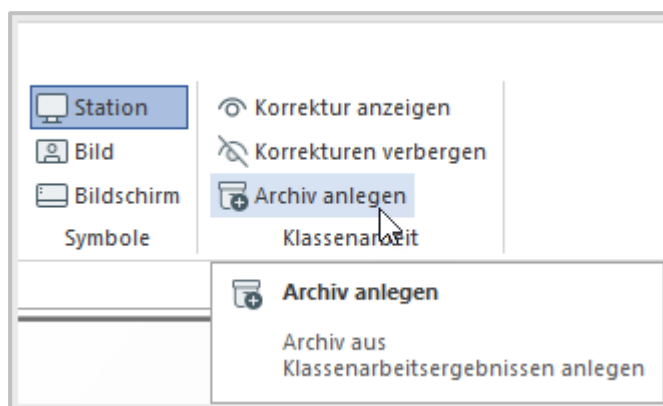 Station
Bild
Bildschirm
Symbole
Korrektur anzeigen
Korrekturen verbergen
Archiv anlegen
Klassenarbeit
Archiv anlegen
Archiv aus
Klassenarbeitsergebnissen anlegen